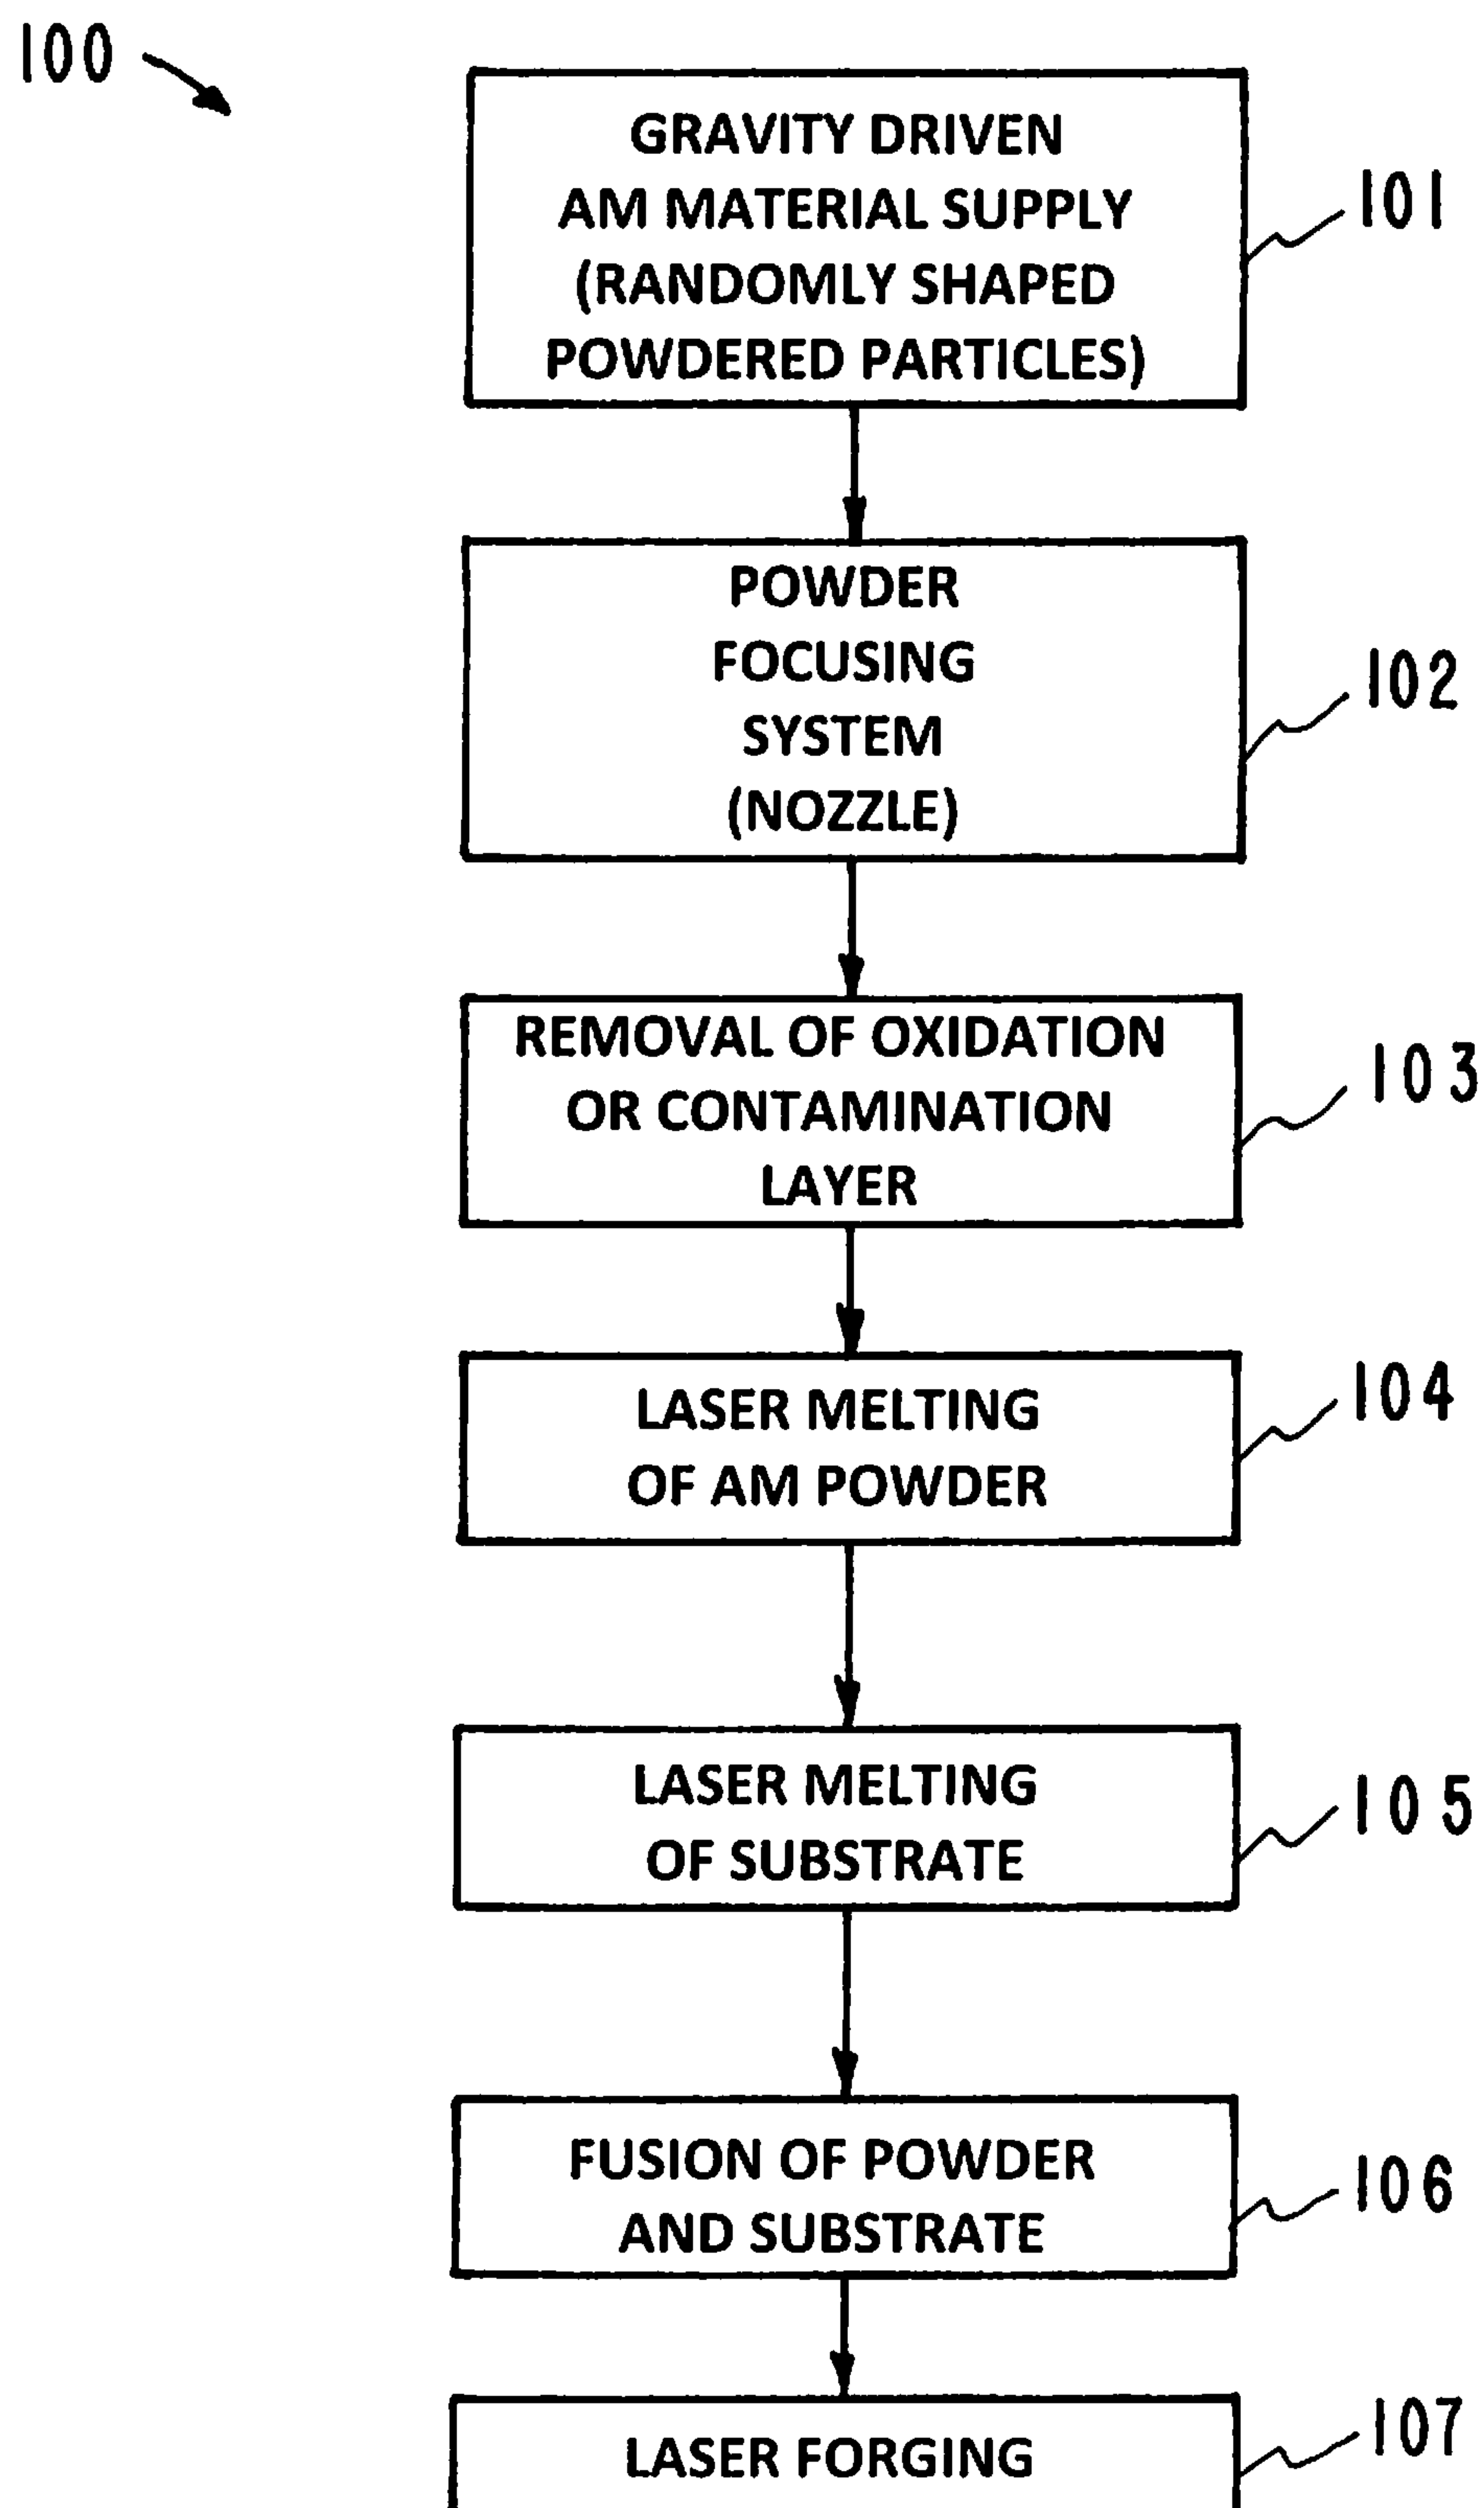 100
GRAVITY DRIVEN
AM MATERIAL SUPPLY
(RANDOMLY SHAPED
POWDERED PARTICLES)
101
POWDER
FOCUSING
SYSTEM
(NOZZLE)
102
REMOVAL OF OXIDATION
OR CONTAMINATION
LAYER
103
LASER MELTING
OF AM POWDER
104
LASER MELTING
OF SUBSTRATE
105
FUSION OF POWDER
AND SUBSTRATE
106
LASER FORGING
107